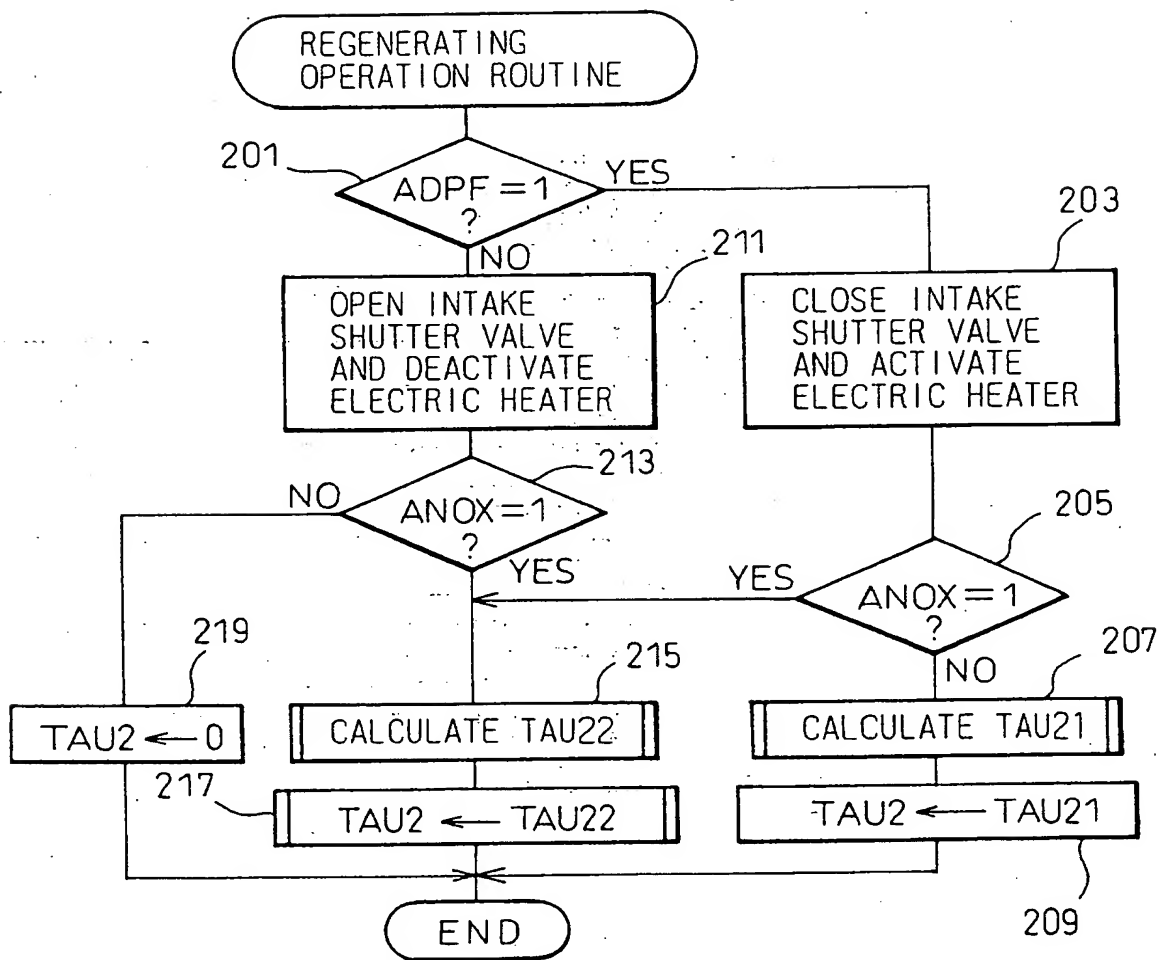 REGENERATING
OPERATION ROUTINE
201
ADPF=1
?
YES
NO
211
203
OPEN INTAKE
SHUTTER VALVE
AND DEACTIVATE
ELECTRIC HEATER
CLOSE INTAKE
SHUTTER VALVE
AND ACTIVATE
ELECTRIC HEATER
213
NO
ANOX=1
?
YES
205
YES
ANOX=1
?
NO
219
215
207
TAU2 ← 0
CALCULATE TAU22
CALCULATE TAU21
217
TAU2 ← TAU22
TAU2 ← TAU21
209
END